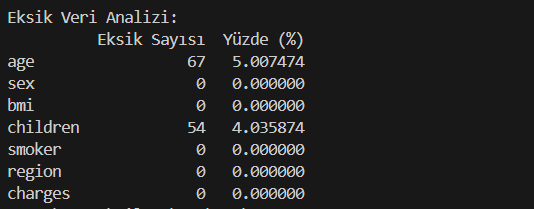 Eksik Veri Analizi:
Eksik Sayısı Yüzde (%)
age 67 5.007474
sex 0 0.000000
bmi 0 0.000000
children 54 4.035874
smoker 0 0.000000
region 0 0.000000
charges 0 0.000000